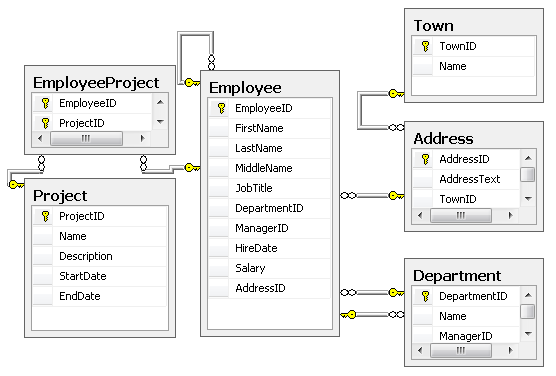 EmployeeProject
EmployeeID
ProjectID
Project
ProjectID
Name
Description
StartDate
EndDate
Employee
EmployeeID
FirstName
LastName
MiddleName
JobTitle
DepartmentID
ManagerID
HireDate
Salary
AddressID
Town
TownID
Name
Address
AddressID
AddressText
TownID
Department
DepartmentID
Name
ManagerID